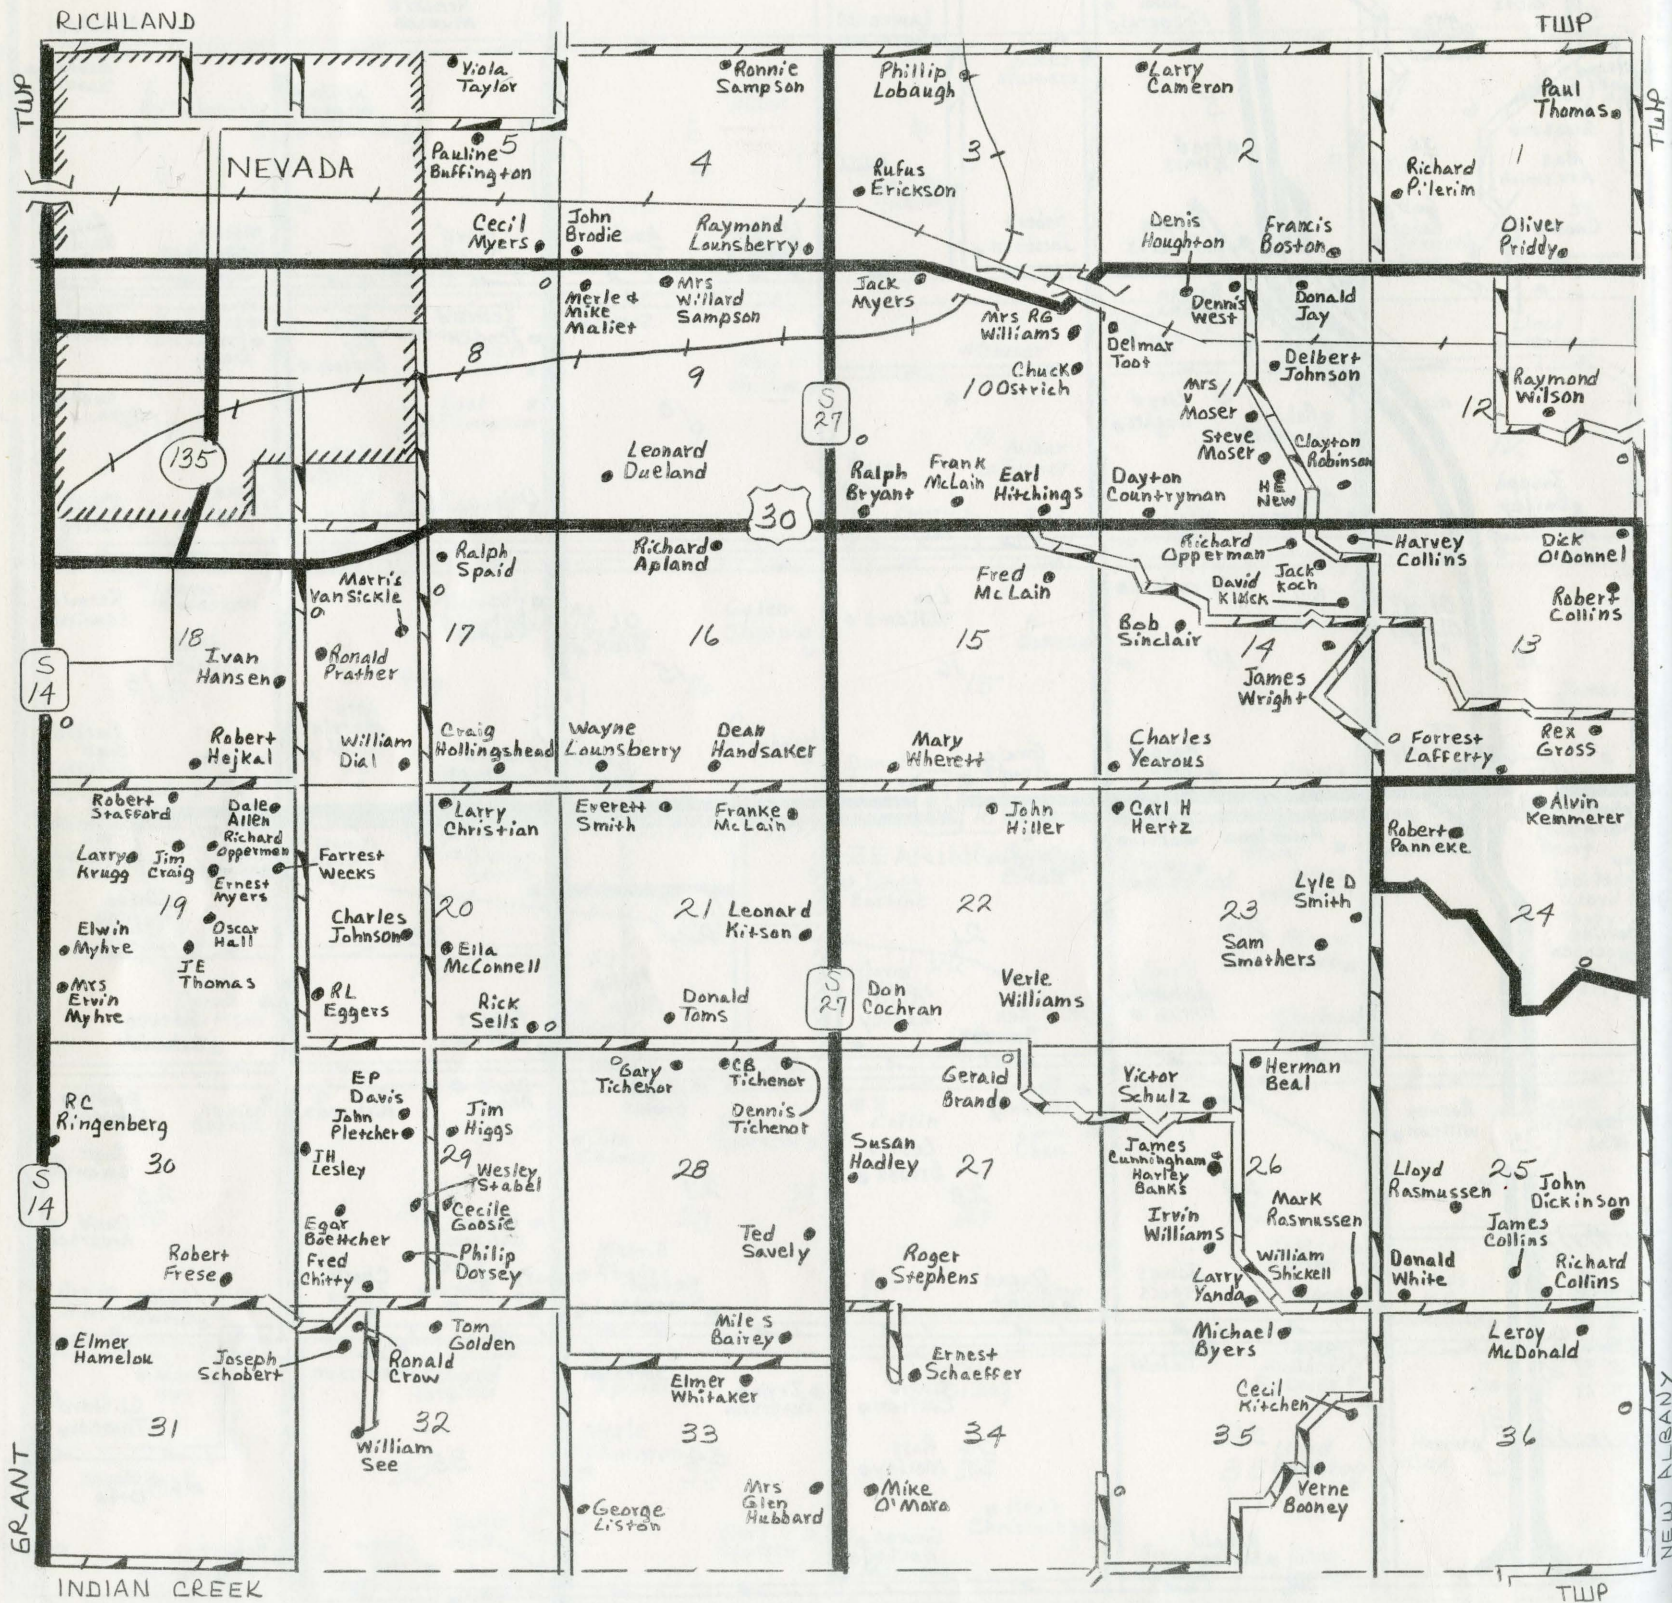 RICHLAND
TWP
TWP
TWP
Viola
Taylor
Ronnie
Sampson
Phillip
Lobaugh
Larry
Cameron
Paul
Thomas
NEVADA
Pauline
Buffington
5
4
3
2
1
Rufus
Erickson
Richard
Pilerim
Cecil
Myers
John
Brodie
Raymond
Lounsberry
Denis
Houghton
Francis
Boston
Oliver
Priddy
Merle &
Mike
Maliet
Mrs
Willard
Sampson
Jack
Myers
Mrs RG
Williams
Delmar
Toot
Dennis
West
Donald
Jay
8
9
S
27
Chuck
Ostrich
10
Delbert
Johnson
Mrs
V
Moser
11
Steve
Moser
Clayton
Robinson
HE
New
12
Raymond
Wilson
135
Leonard
Dueland
30
Ralph
Bryant
Frank
McLain
Earl
Hitchings
Dayton
Countryman
Morris
VanSickle
Ralph
Spaid
Richard
Apland
Fred
McLain
Richard
Opperman
Jack
Koch
David
Kluck
Harvey
Collins
Dick
O'Donnel
Robert
Collins
18
17
16
15
14
13
S
14
Ivan
Hansen
Ronald
Prather
Bob
Sinclair
James
Wright
Robert
Hejkal
William
Dial
Craig
Hollingshead
Wayne
Lounsberry
Dean
Handsaker
Mary
Wherett
Charles
Yearous
Forrest
Lafferty
Rex
Gross
Robert
Stafford
Dale
Allen
Richard
Oppermen
Larry
Krugg
Jim
Craig
Ernest
Myers
Forrest
Weeks
Larry
Christian
Everett
Smith
Franke
McLain
John
Hiller
Carl H
Hertz
Robert
Panneke
Alvin
Kemmerer
19
20
21
22
23
24
Elwin
Myhre
Oscar
Hall
JE
Thomas
Mrs
Ervin
Myhre
Charles
Johnson
RL
Eggers
Ella
McConnell
Rick
Sells
Leonard
Kitson
Donald
Toms
S
27
Don
Cochran
Verle
Williams
Lyle D
Smith
Sam
Smothers
RC
Ringenberg
EP
Davis
John
Pletcher
JH
Lesley
Jim
Higgs
Gary
Tichenor
CB
Tichenor
Dennis
Tichenor
Gerald
Brand
Victor
Schulz
Herman
Beal
30
29
28
27
26
25
S
14
Wesley
Stabel
Cecile
Goosie
Egar
Boettcher
Fred
Chitty
Philip
Dorsey
Robert
Frese
Ted
Savely
Susan
Hadley
Roger
Stephens
James
Cunningham &
Harley
Banks
Irvin
Williams
Larry
Yanda
William
Shickell
Mark
Rasmussen
Lloyd
Rasmussen
John
Dickinson
James
Collins
Donald
White
Richard
Collins
Elmer
Hamelou
Joseph
Schobert
Ronald
Crow
Tom
Golden
Miles
Bairey
Elmer
Whitaker
Ernest
Schaeffer
Michael
Byers
Cecil
Kitchen
Leroy
McDonald
31
32
33
34
35
36
William
See
George
Liston
Mrs
Glen
Hubbard
Mike
O'Mara
Verne
Booney
GRANT
NEW ALBANY
INDIAN CREEK
TWP